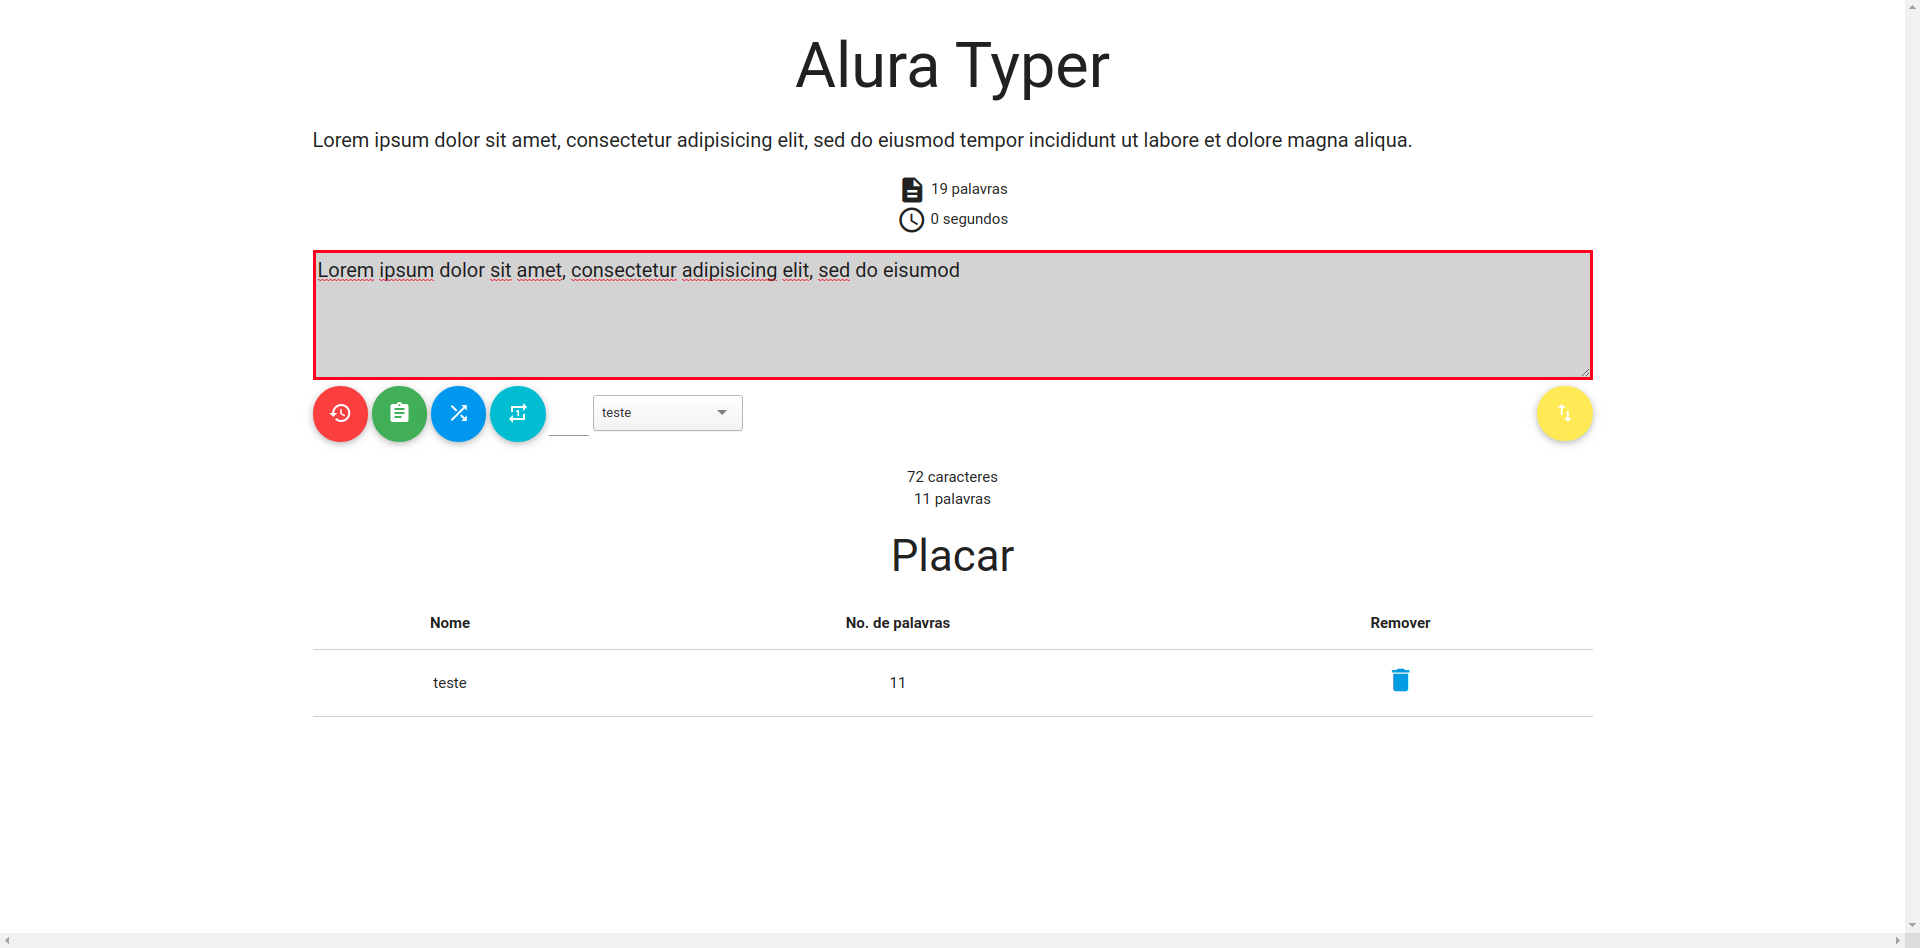 Alura Typer
Lorem ipsum dolor sit amet, consectetur adipisicing elit, sed do eiusmod tempor incididunt ut labore et dolore magna aliqua.
19 palavras
0 segundos
Lorem ipsum dolor sit amet, consectetur adipisicing elit, sed do eisumod
teste
72 caracteres
11 palavras
Placar
Nome No. de palavras Remover
teste 11